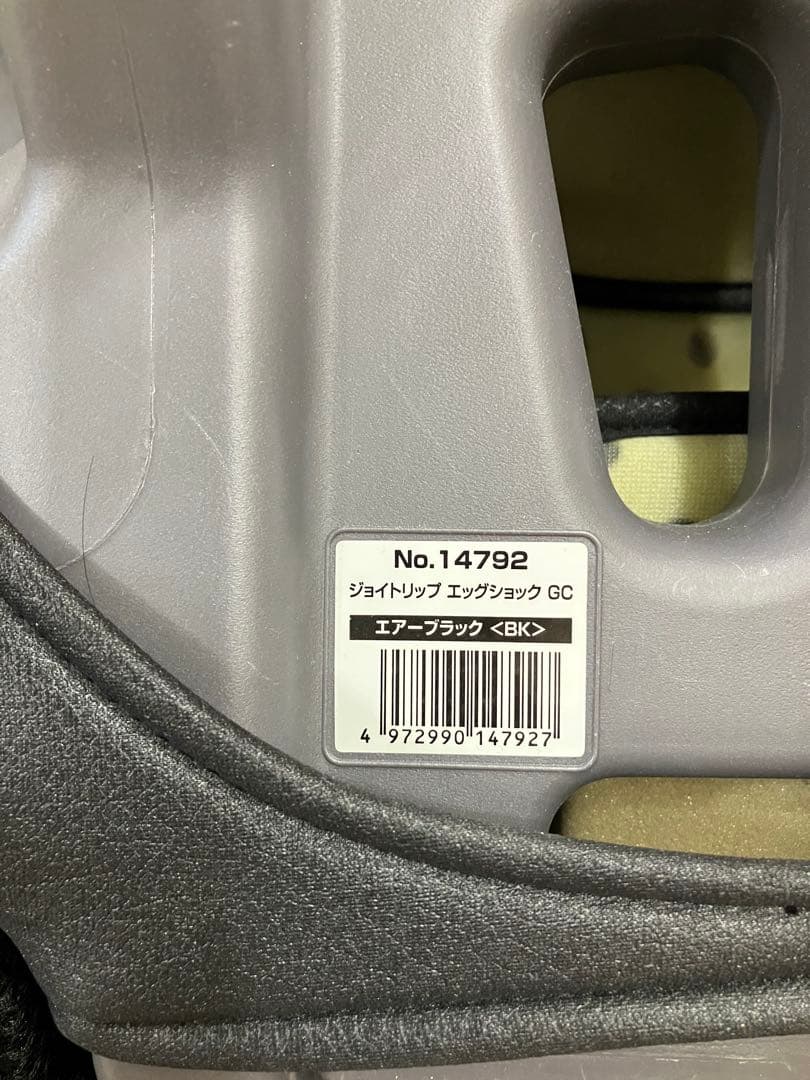 No.14792
ジョイトリップ エッグショック GC
エアーブラック <BK>
4 972990 147927